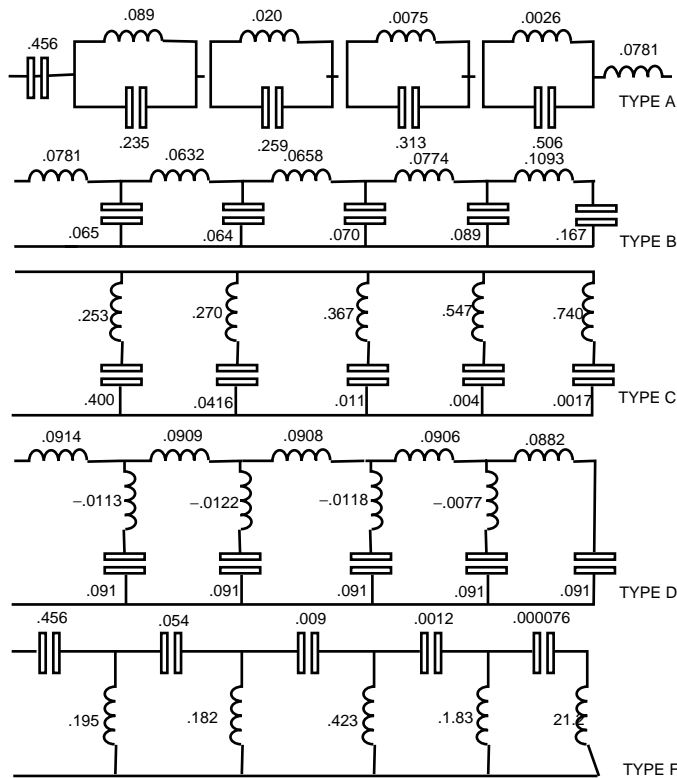 .089 .020 .0075 .0026
.456 .0781
TYPE A
.235 .259 .313 .506
.0781 .0632 .0658 .0774 .1093
.065 .064 .070 .089 .167
TYPE B
.253 .270 .367 .547 .740
.400 .0416 .011 .004 .0017
TYPE C
.0914 .0909 .0908 .0906 .0882
–.0113 –.0122 –.0118 –.0077
.091 .091 .091 .091 .091
TYPE D
.456 .054 .009 .0012 .000076
.195 .182 .423 .1.83 21.2
TYPE F